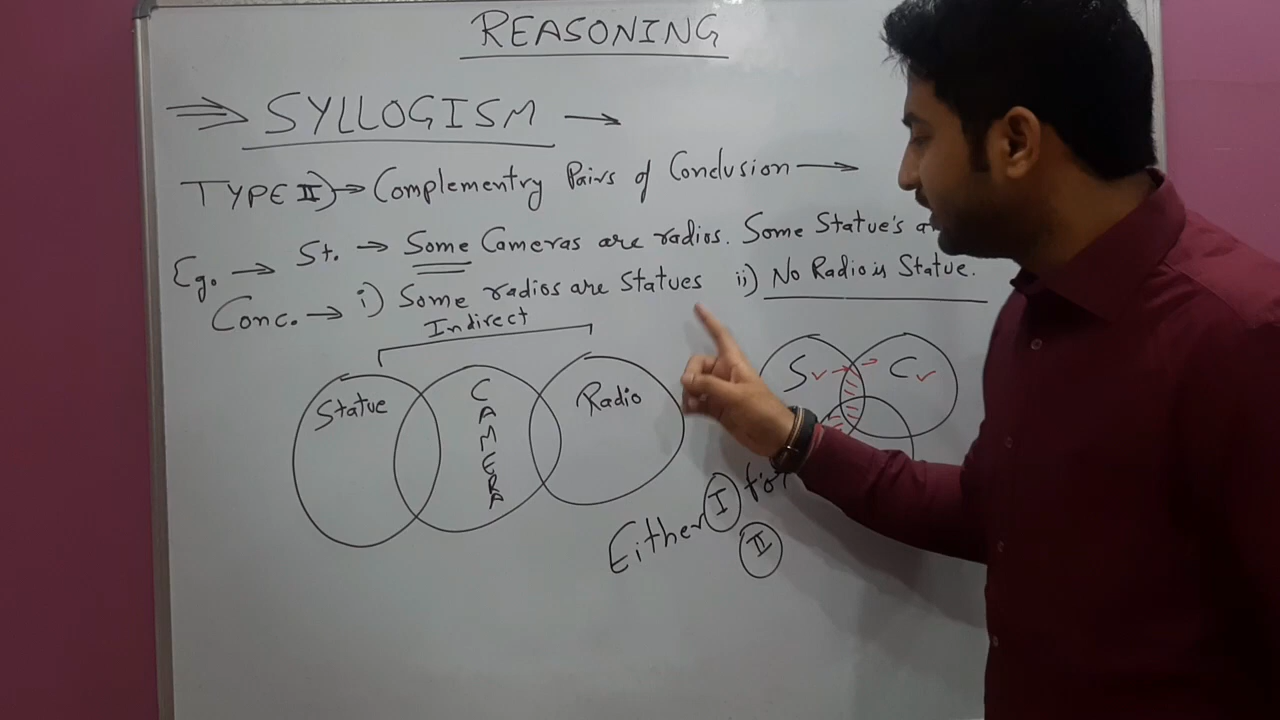 REASONING
⇒ SYLLOGISM →
TYPE II) → Complementry Pairs of Conclusion →
Eg. → St. → Some Cameras are radios. Some Statue's a
Conc. → i) Some radios are Statues ii) No Radio is Statue.
Indirect
Statue
CAMERA
Radio
S
C
Either I
II